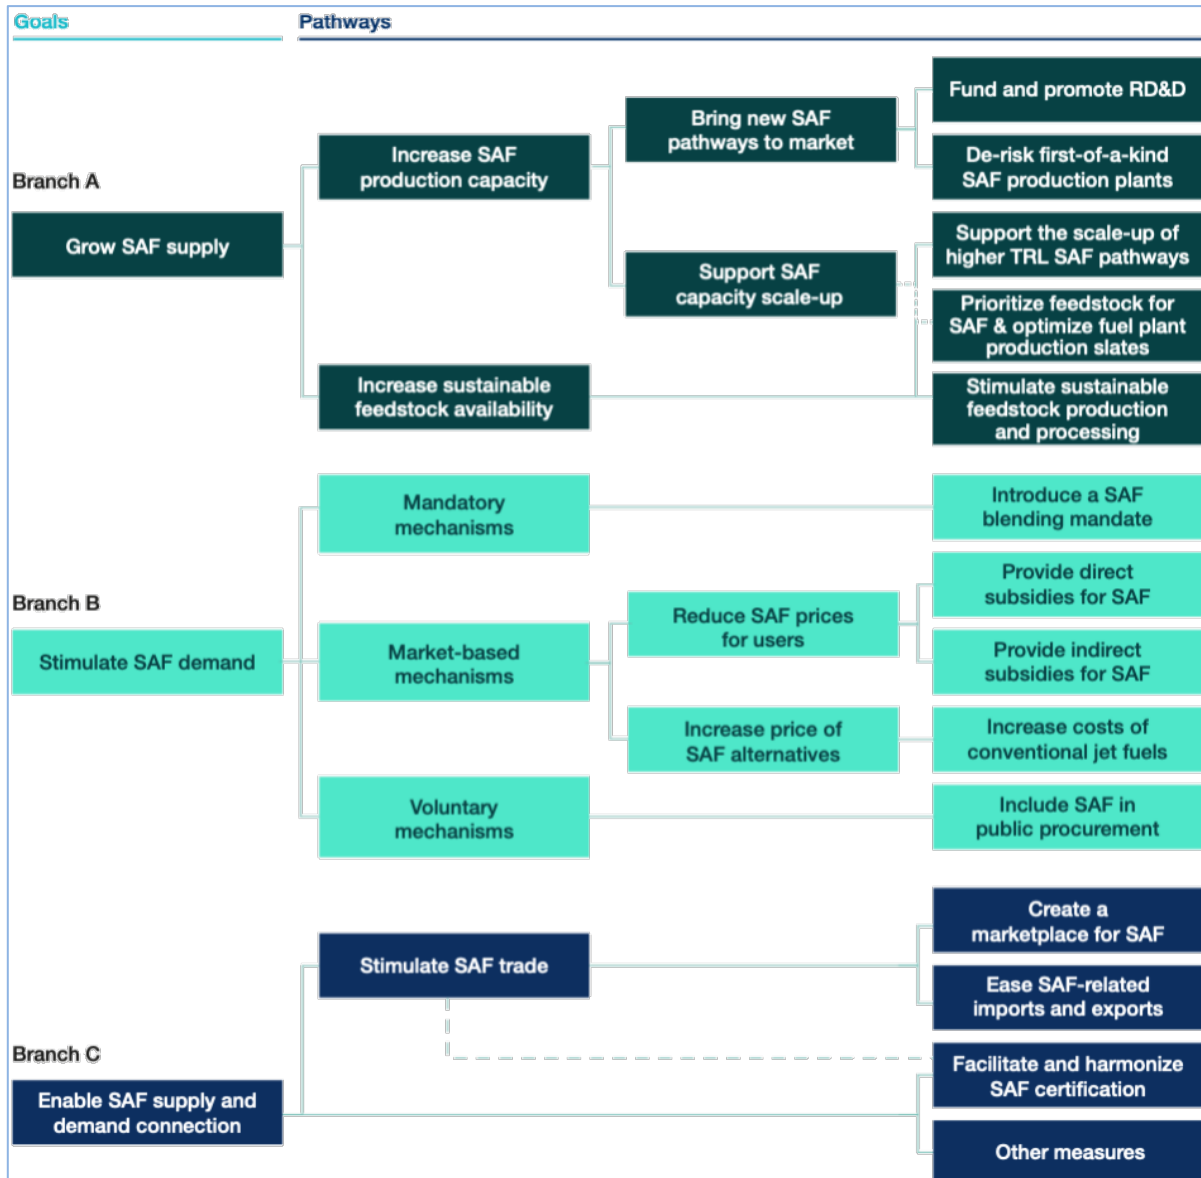 Goals
Pathways
Branch A
Grow SAF supply
Increase SAF
production capacity
Bring new SAF
pathways to market
Fund and promote RD&D
De-risk first-of-a-kind
SAF production plants
Support SAF
capacity scale-up
Support the scale-up of
higher TRL SAF pathways
Prioritize feedstock for
SAF & optimize fuel plant
production slates
Increase sustainable
feedstock availability
Stimulate sustainable
feedstock production
and processing
Branch B
Stimulate SAF demand
Mandatory
mechanisms
Introduce a SAF
blending mandate
Market-based
mechanisms
Reduce SAF prices
for users
Provide direct
subsidies for SAF
Provide indirect
subsidies for SAF
Increase price of
SAF alternatives
Increase costs of
conventional jet fuels
Voluntary
mechanisms
Include SAF in
public procurement
Branch C
Enable SAF supply and
demand connection
Stimulate SAF trade
Create a
marketplace for SAF
Ease SAF-related
imports and exports
Facilitate and harmonize
SAF certification
Other measures